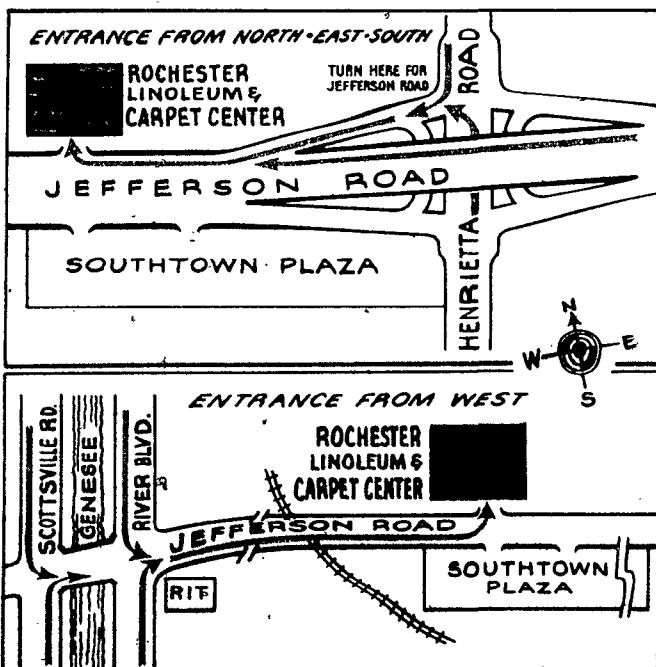 ENTRANCE FROM NORTH•EAST•SOUTH
ROCHESTER
LINOLEUM &
CARPET CENTER
TURN HERE FOR
JEFFERSON ROAD
ROAD
JEFFERSON ROAD
SOUTHTOWN PLAZA
HENRIETTA
N
W E
S
ENTRANCE FROM WEST
SCOTTSVILLE RD.
GENESEE
RIVER BLVD.
ROCHESTER
LINOLEUM &
CARPET CENTER
JEFFERSON ROAD
RIT
SOUTHTOWN
PLAZA